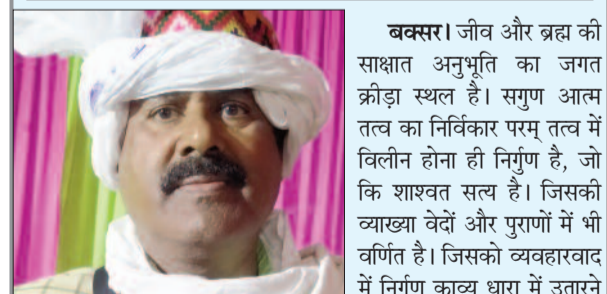 बक्सर। जीव और ब्रह्म की
साक्षात अनुभूति का जगत
क्रीड़ा स्थल है। सगुण आत्म
तत्व का निर्विकार परम् तत्व में
विलीन होना ही निर्गुण है, जो
कि शाश्वत सत्य है। जिसकी
व्याख्या वेदों और पुराणों में भी
वर्णित है। जिसको व्यवहारवाद
में निर्गुण काव्य धारा में उतारने